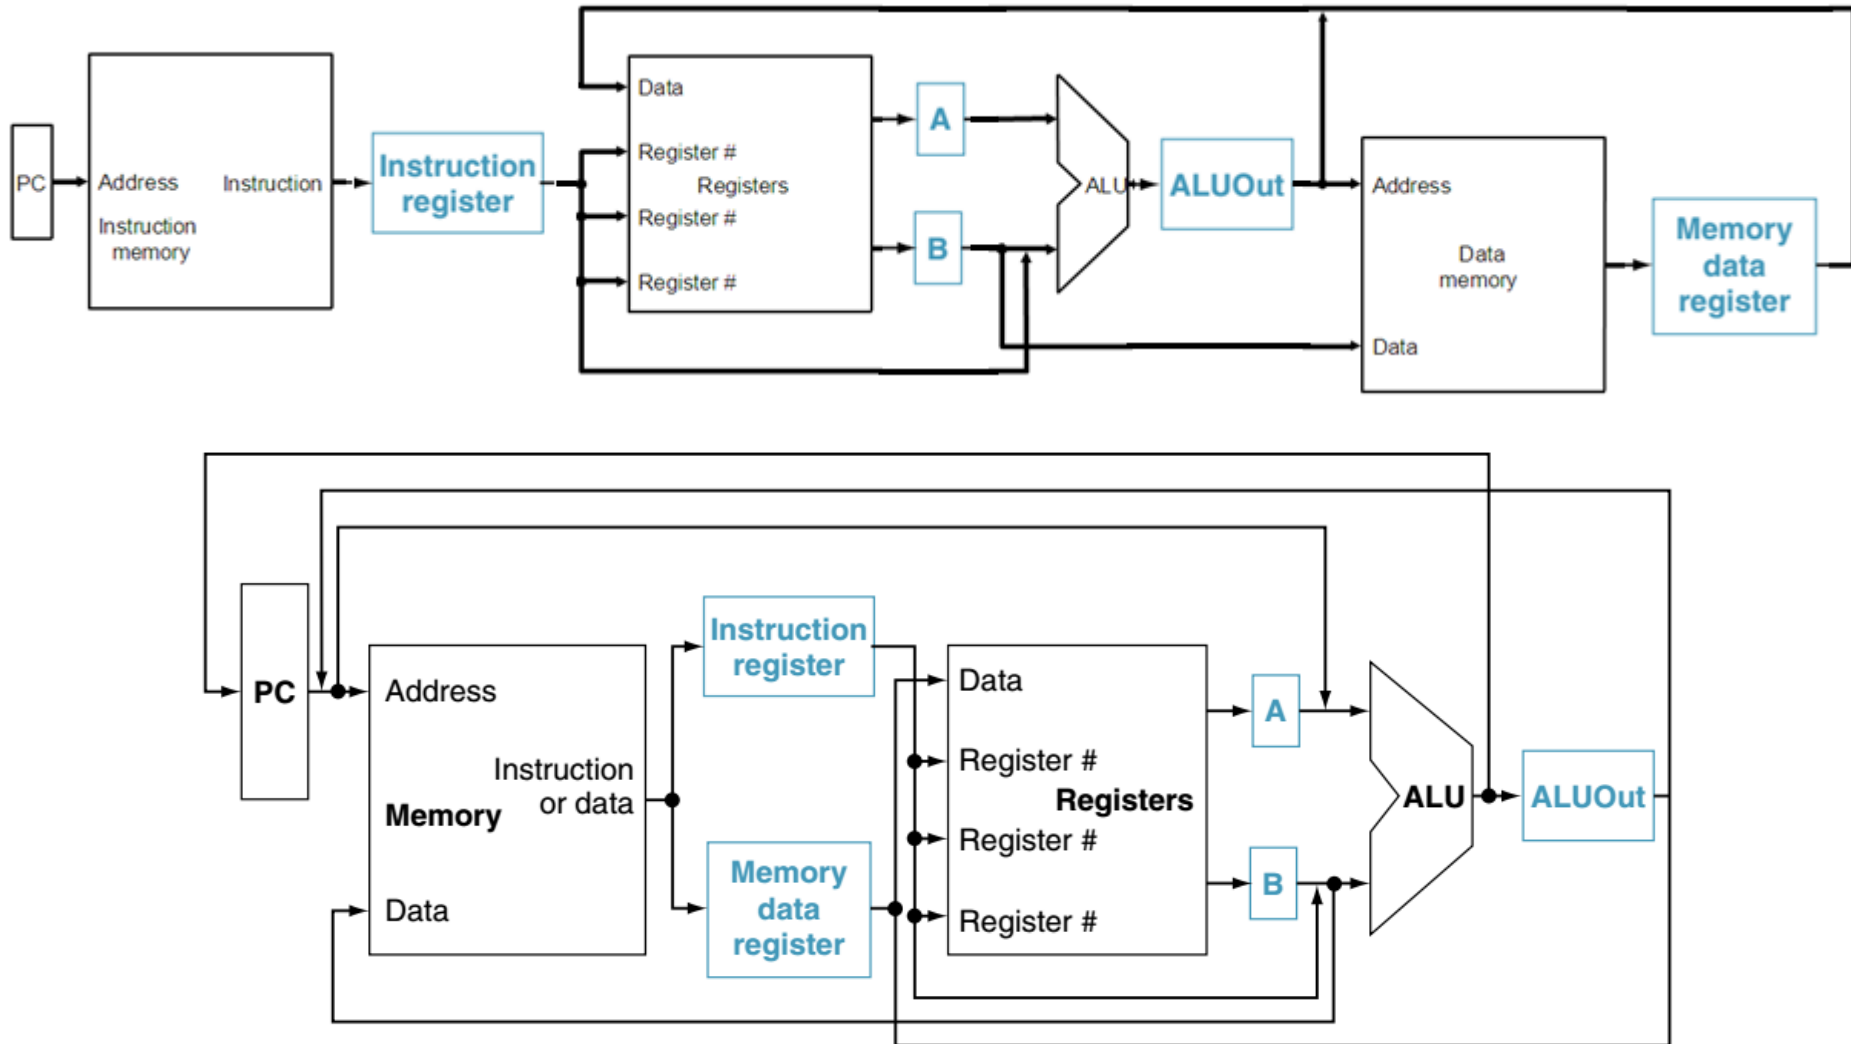 PC
Address
Instruction
Instruction
memory
Instruction
register
Data
Register #
Registers
Register #
Register #
A
B
ALU
ALUOut
Address
Data
memory
Data
Memory
data
register
PC
Address
Instruction
or data
Memory
Data
Instruction
register
Memory
data
register
Data
Register #
Registers
Register #
Register #
A
B
ALU
ALUOut